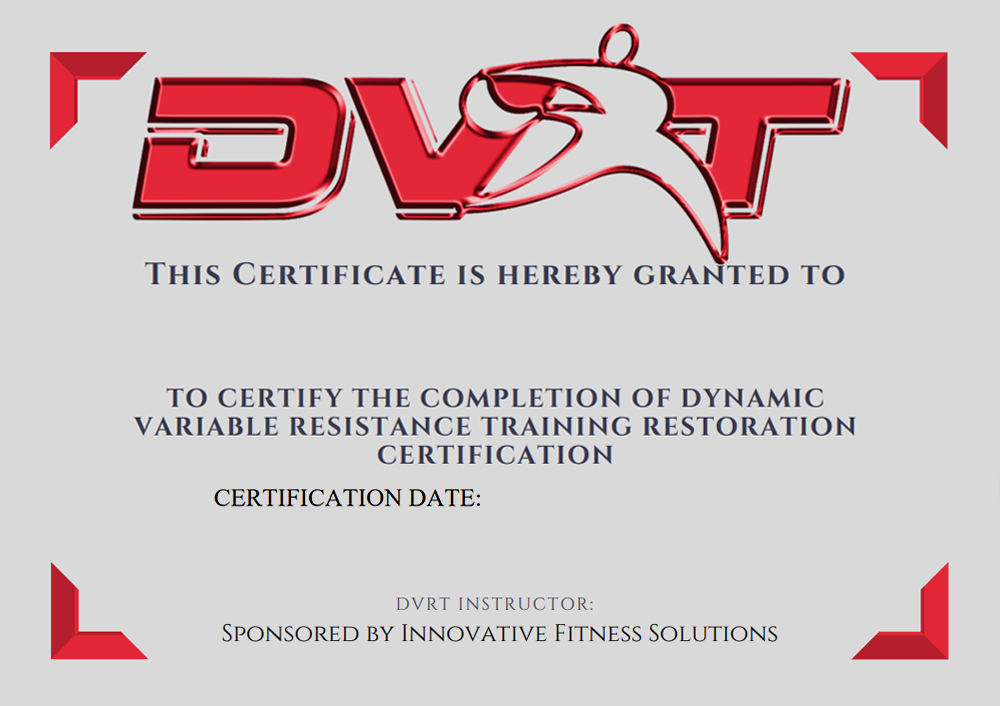 DVRT
This Certificate is hereby granted to
TO CERTIFY THE COMPLETION OF DYNAMIC
VARIABLE RESISTANCE TRAINING RESTORATION
CERTIFICATION
CERTIFICATION DATE:
DVRT INSTRUCTOR:
Sponsored by Innovative Fitness Solutions